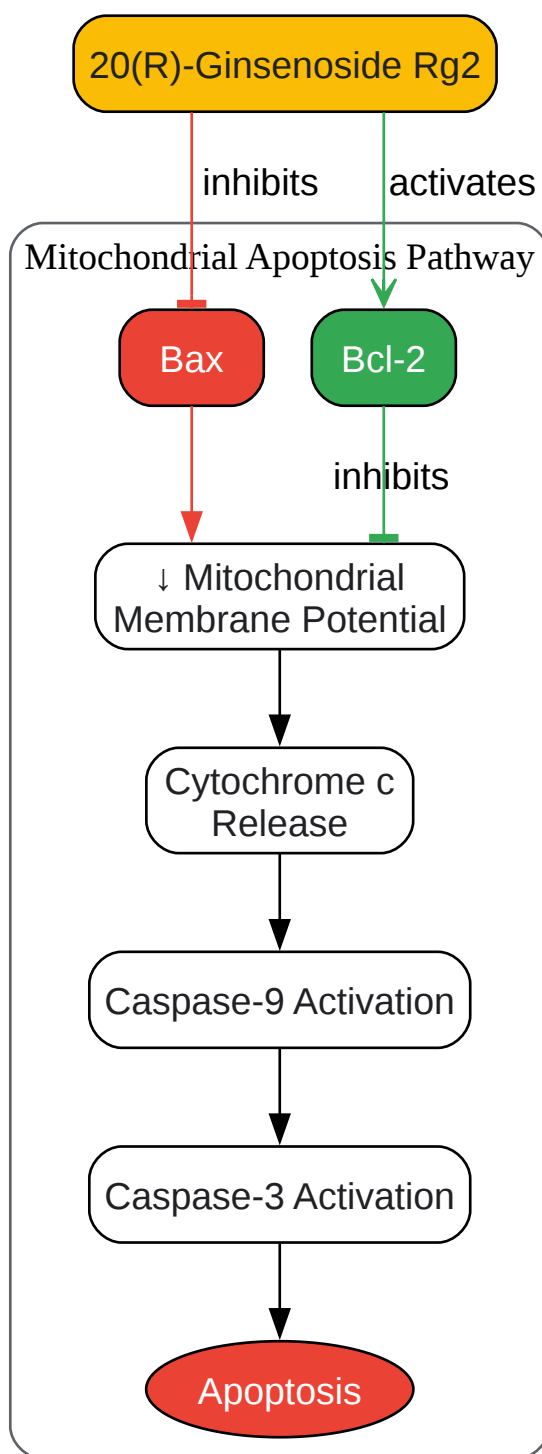 20(R)-Ginsenoside Rg2
inhibits
activates
Mitochondrial Apoptosis Pathway
Bax
Bcl-2
inhibits
↓ Mitochondrial
Membrane Potential
Cytochrome c
Release
Caspase-9 Activation
Caspase-3 Activation
Apoptosis